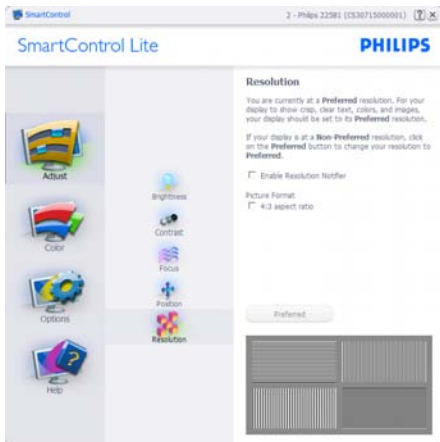 SmartControl
2 - Philips 225B1 (CS30715000001)
SmartControl Lite
PHILIPS
Adjust
Color
Options
Help
Brightness
Contrast
Focus
Position
Resolution
Resolution
You are currently at a Preferred resolution. For your
display to show crisp, clear text, colors, and images,
your display should be set to its Preferred resolution.
If your display is at a Non-Preferred resolution, click
on the Preferred button to change your resolution to
Preferred.
Enable Resolution Notifier
Picture Format
4:3 aspect ratio
Preferred